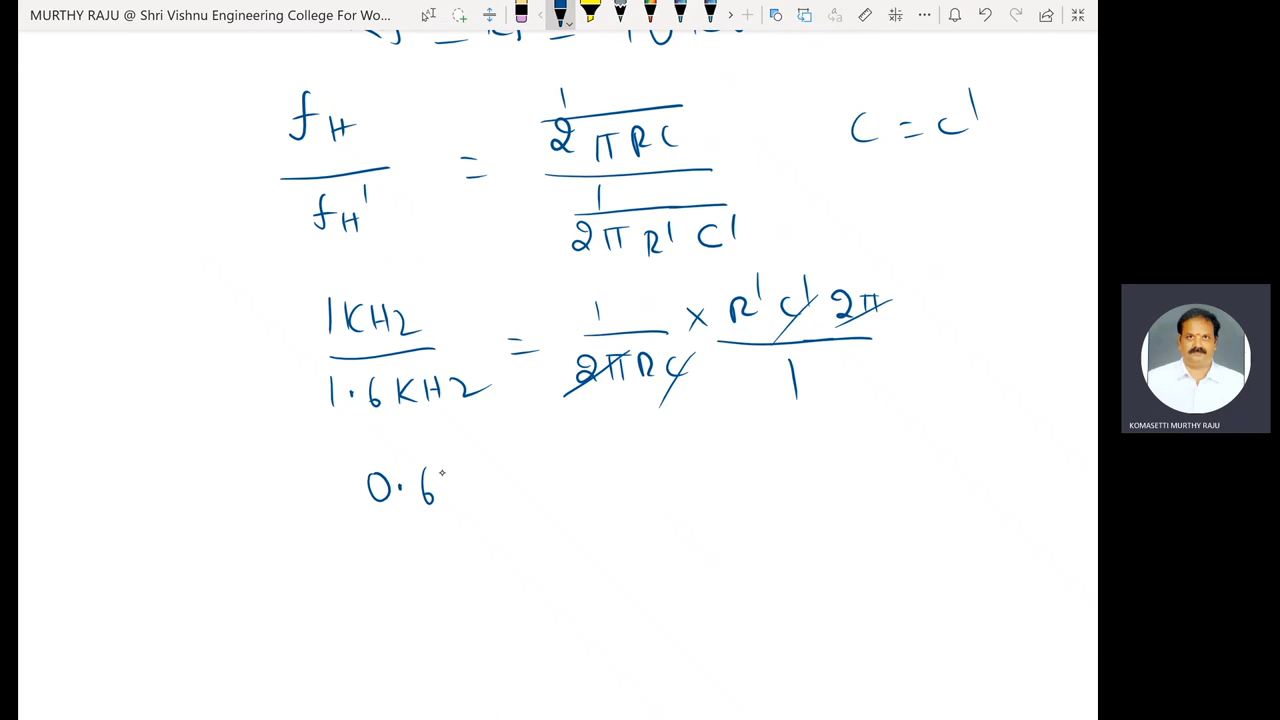 MURTHY RAJU @ Shri Vishnu Engineering College For Wo...
fH / fH' = (1 / 2πRC) / (1 / 2πR'C') C = C'
1KHz / 1.6KHz = 1 / 2πRC × R'C'2π / 1
0.6
KOMASETTI MURTHY RAJU